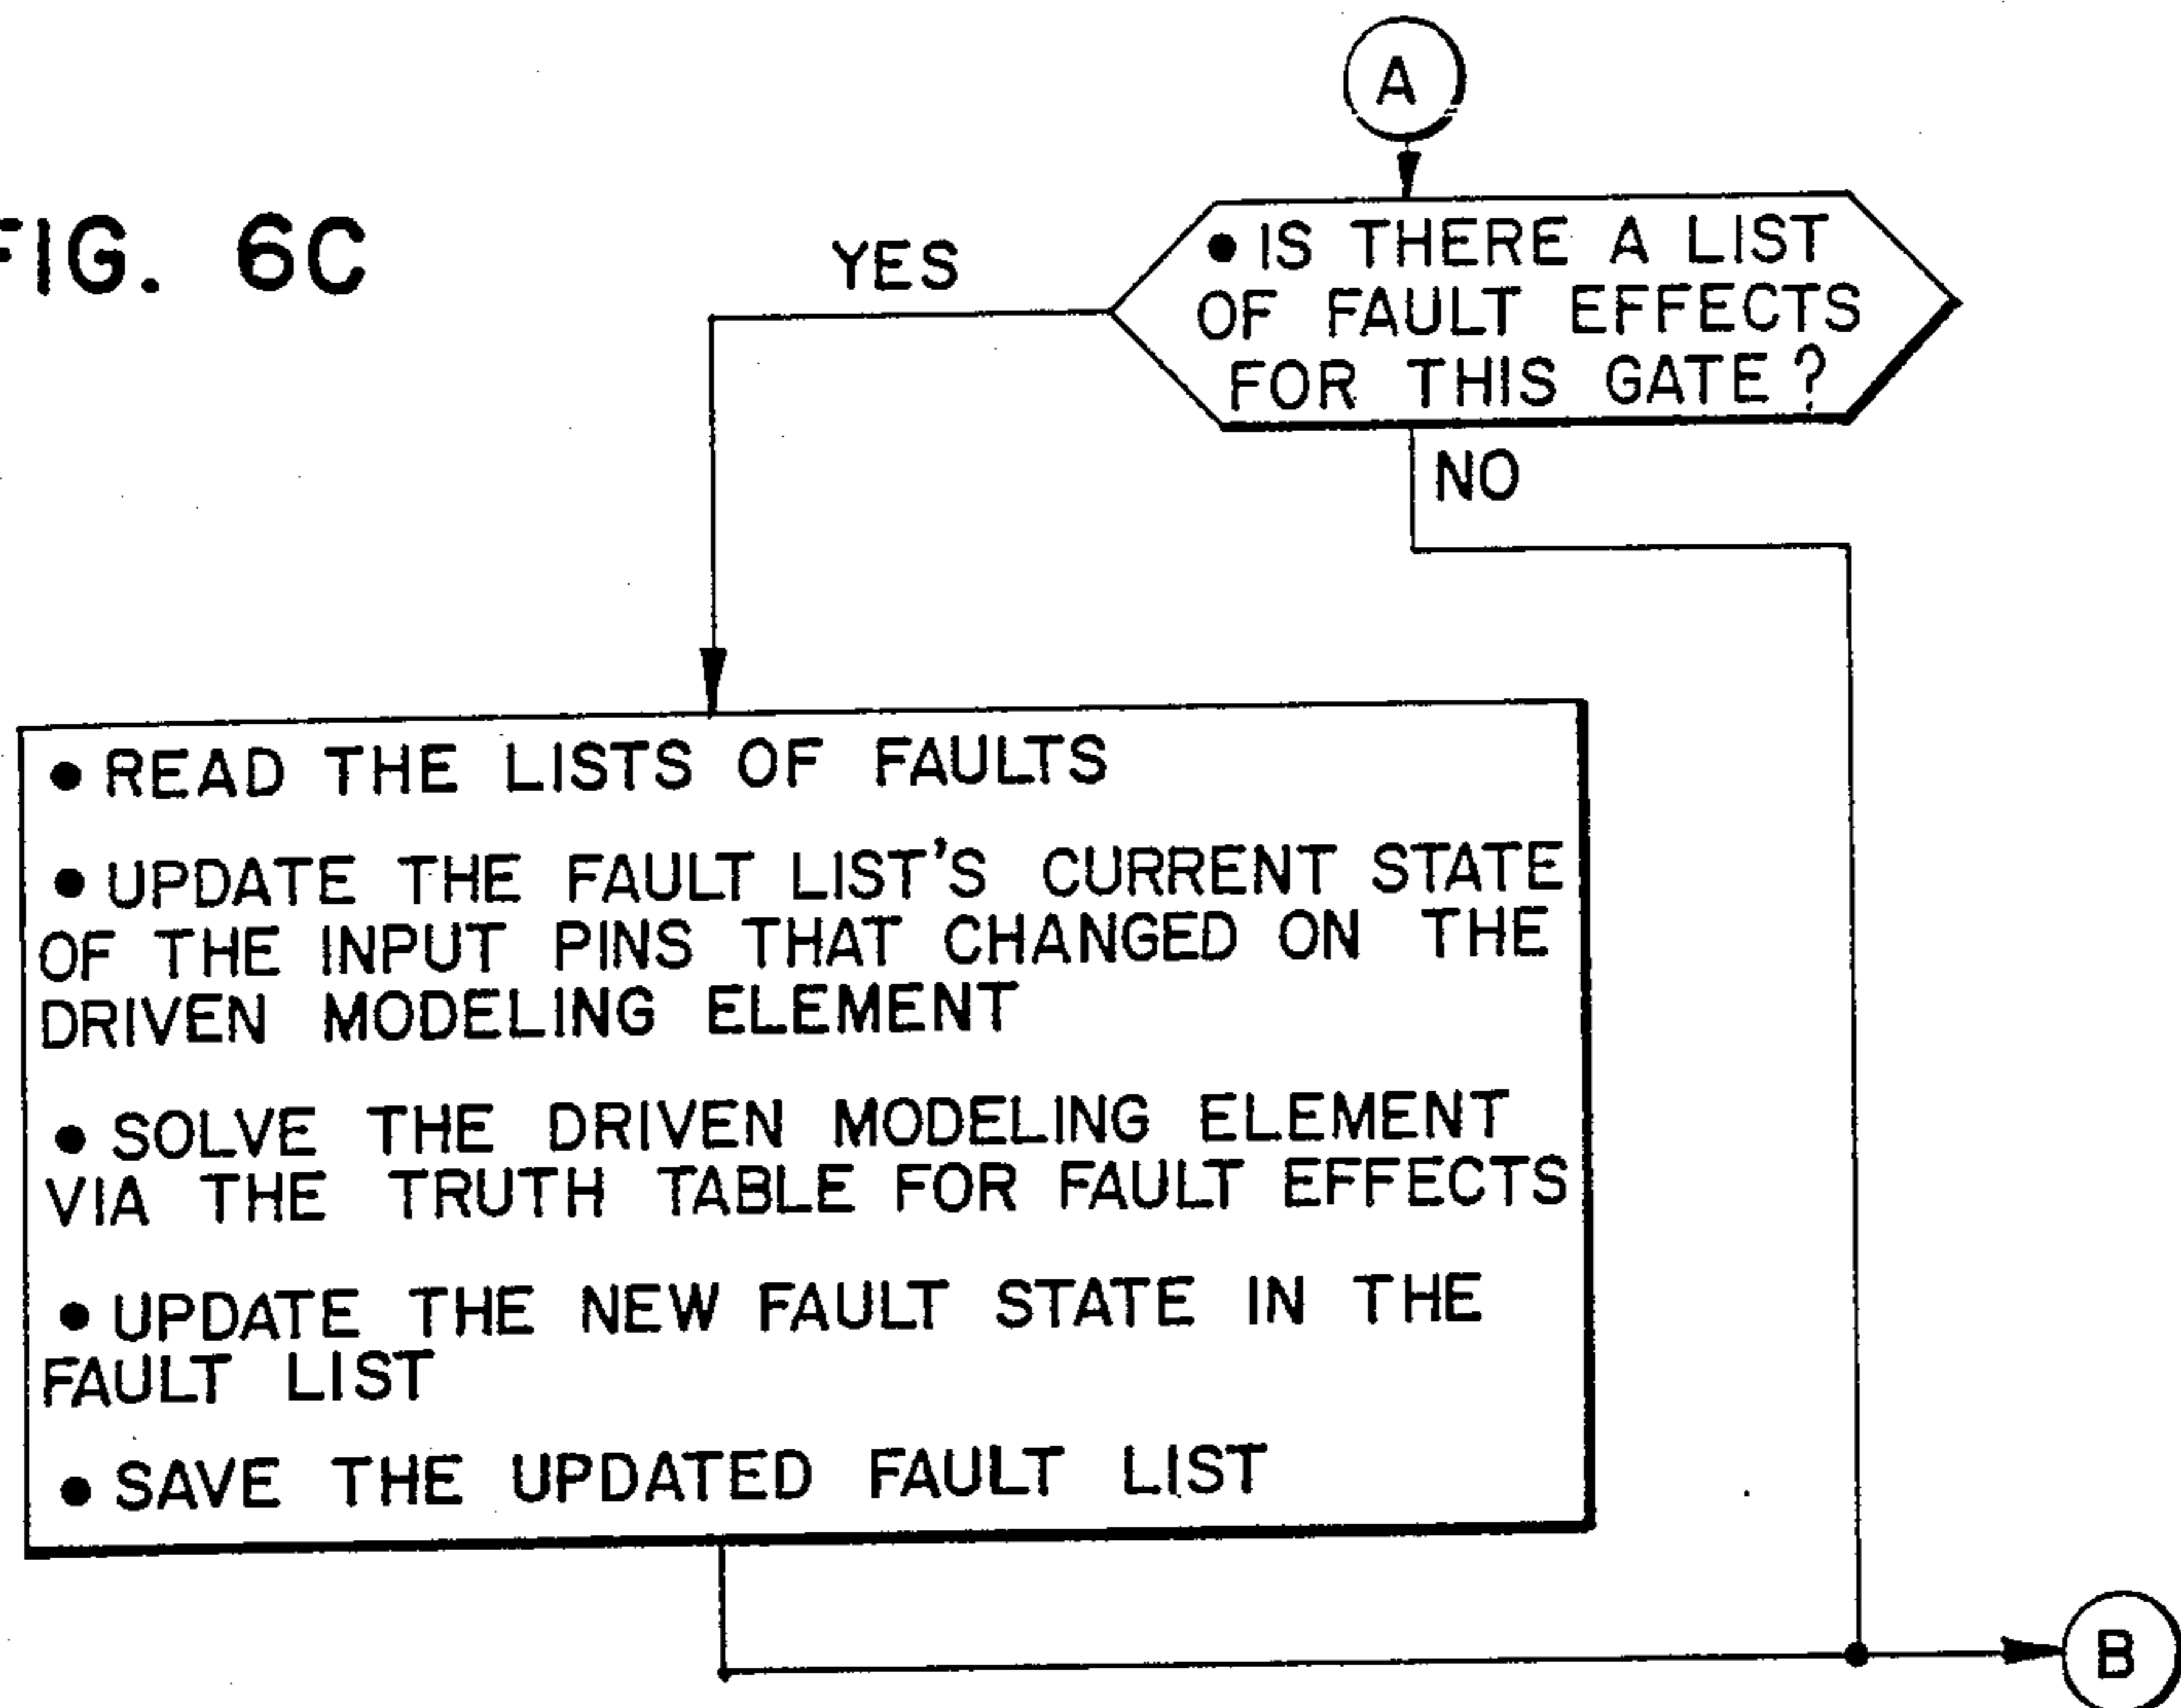 A
FIG. 6C
YES
● IS THERE A LIST
OF FAULT EFFECTS
FOR THIS GATE?
NO
● READ THE LISTS OF FAULTS
● UPDATE THE FAULT LIST'S CURRENT STATE
OF THE INPUT PINS THAT CHANGED ON THE
DRIVEN MODELING ELEMENT
● SOLVE THE DRIVEN MODELING ELEMENT
VIA THE TRUTH TABLE FOR FAULT EFFECTS
● UPDATE THE NEW FAULT STATE IN THE
FAULT LIST
● SAVE THE UPDATED FAULT LIST
B